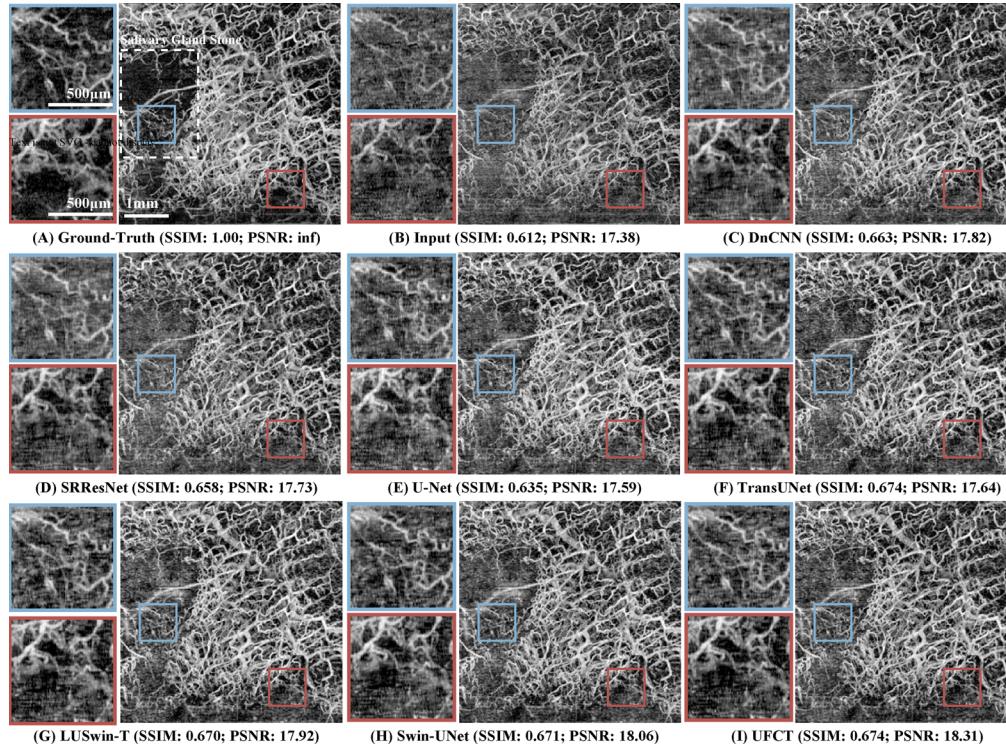 Salivary Gland Stone
500μm
500μm
1mm
(A) Ground-Truth (SSIM: 1.00; PSNR: inf)
(B) Input (SSIM: 0.612; PSNR: 17.38)
(C) DnCNN (SSIM: 0.663; PSNR: 17.82)
(D) SRResNet (SSIM: 0.658; PSNR: 17.73)
(E) U-Net (SSIM: 0.635; PSNR: 17.59)
(F) TransUNet (SSIM: 0.674; PSNR: 17.64)
(G) LUSwin-T (SSIM: 0.670; PSNR: 17.92)
(H) Swin-UNet (SSIM: 0.671; PSNR: 18.06)
(I) UFCT (SSIM: 0.674; PSNR: 18.31)